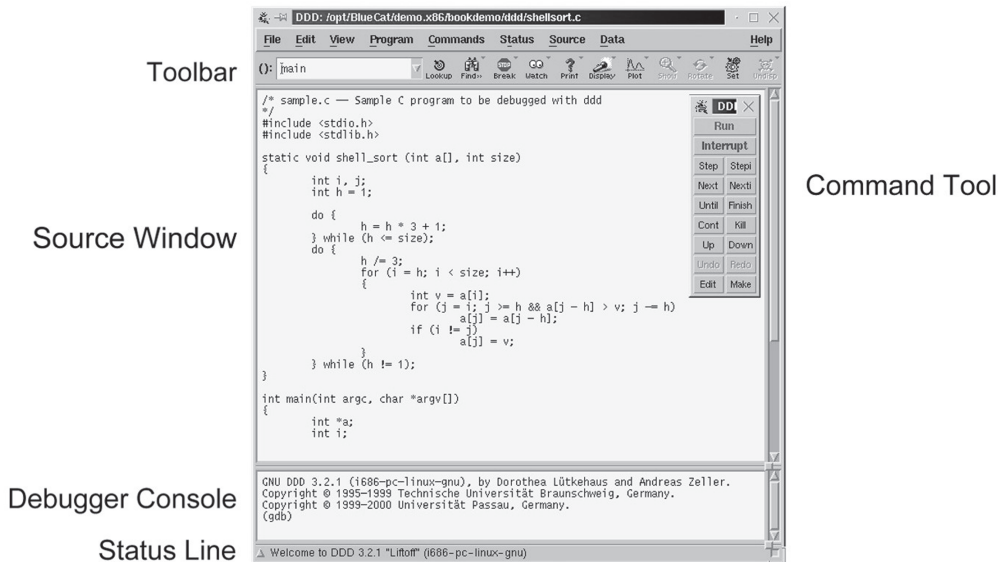 DDD: /opt/BlueCat/demo.x86/bookdemo/ddd/shellsort.c
File Edit View Program Commands Status Source Data Help
Toolbar
(): main
Lookup Find>> Break Watch Print Display Plot Show Rotate Set Undisp
/* sample.c — Sample C program to be debugged with ddd
*/
#include <stdio.h>
#include <stdlib.h>
static void shell_sort (int a[], int size)
{
int i, j;
int h = 1;
do {
h = h * 3 + 1;
} while (h <= size);
do {
h /= 3;
for (i = h; i < size; i++)
{
int v = a[i];
for (j = i; j >= h && a[j - h] > v; j -= h)
a[j] = a[j - h];
if (i != j)
a[j] = v;
}
} while (h != 1);
}
int main(int argc, char *argv[])
{
int *a;
int i;
Source Window
DDD
Run
Interrupt
Step Stepi
Next Nexti
Until Finish
Cont Kill
Up Down
Undo Redo
Edit Make
Command Tool
Debugger Console
GNU DDD 3.2.1 (i686-pc-linux-gnu), by Dorothea Lütkehaus and Andreas Zeller.
Copyright © 1995-1999 Technische Universität Braunschweig, Germany.
Copyright © 1999-2000 Universität Passau, Germany.
(gdb)
Status Line
Welcome to DDD 3.2.1 "Liftoff" (i686-pc-linux-gnu)